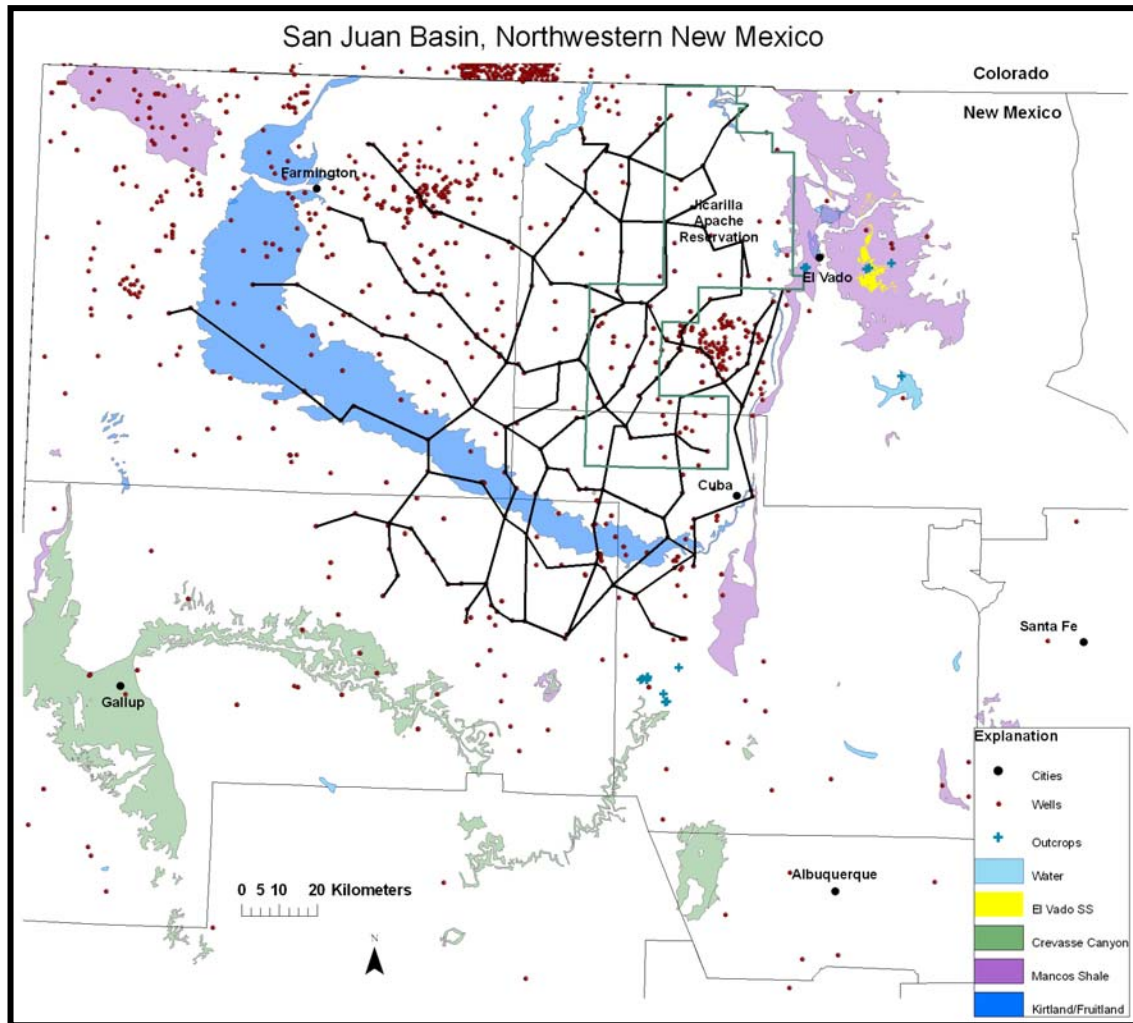 San Juan Basin, Northwestern New Mexico
Colorado
New Mexico
Farmington
Jicarilla
Apache
Reservation
El Vado
Cuba
Santa Fe
Gallup
Albuquerque
0 5 10 20 Kilometers
N
Explanation
Cities
Wells
Outcrops
Water
El Vado SS
Crevasse Canyon
Mancos Shale
Kirtland/Fruitland